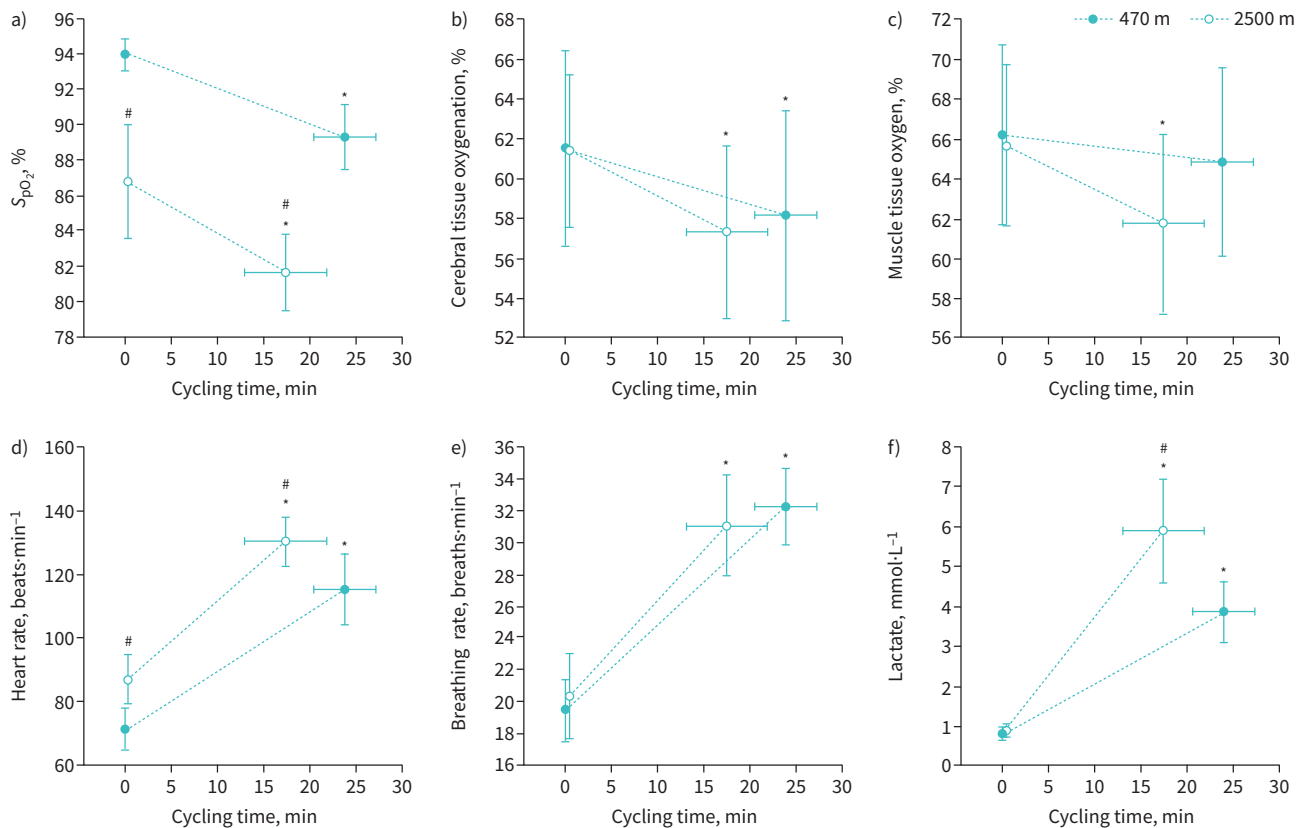 470 m 2500 m
a)
96
94
92
90
88
86
84
82
80
78
SpO2, %
#
*
#
*
0 5 10 15 20 25 30
Cycling time, min
b)
68
66
64
62
60
58
56
54
52
Cerebral tissue oxygenation, %
*
*
0 5 10 15 20 25 30
Cycling time, min
c)
72
70
68
66
64
62
60
58
56
Muscle tissue oxygen, %
*
0 5 10 15 20 25 30
Cycling time, min
d)
160
140
120
100
80
60
Heart rate, beats·min–1
#
#
*
*
0 5 10 15 20 25 30
Cycling time, min
e)
36
34
32
30
28
26
24
22
20
18
16
Breathing rate, breaths·min–1
*
*
0 5 10 15 20 25 30
Cycling time, min
f)
8
7
6
5
4
3
2
1
0
Lactate, mmol·L–1
#
*
*
0 5 10 15 20 25 30
Cycling time, min